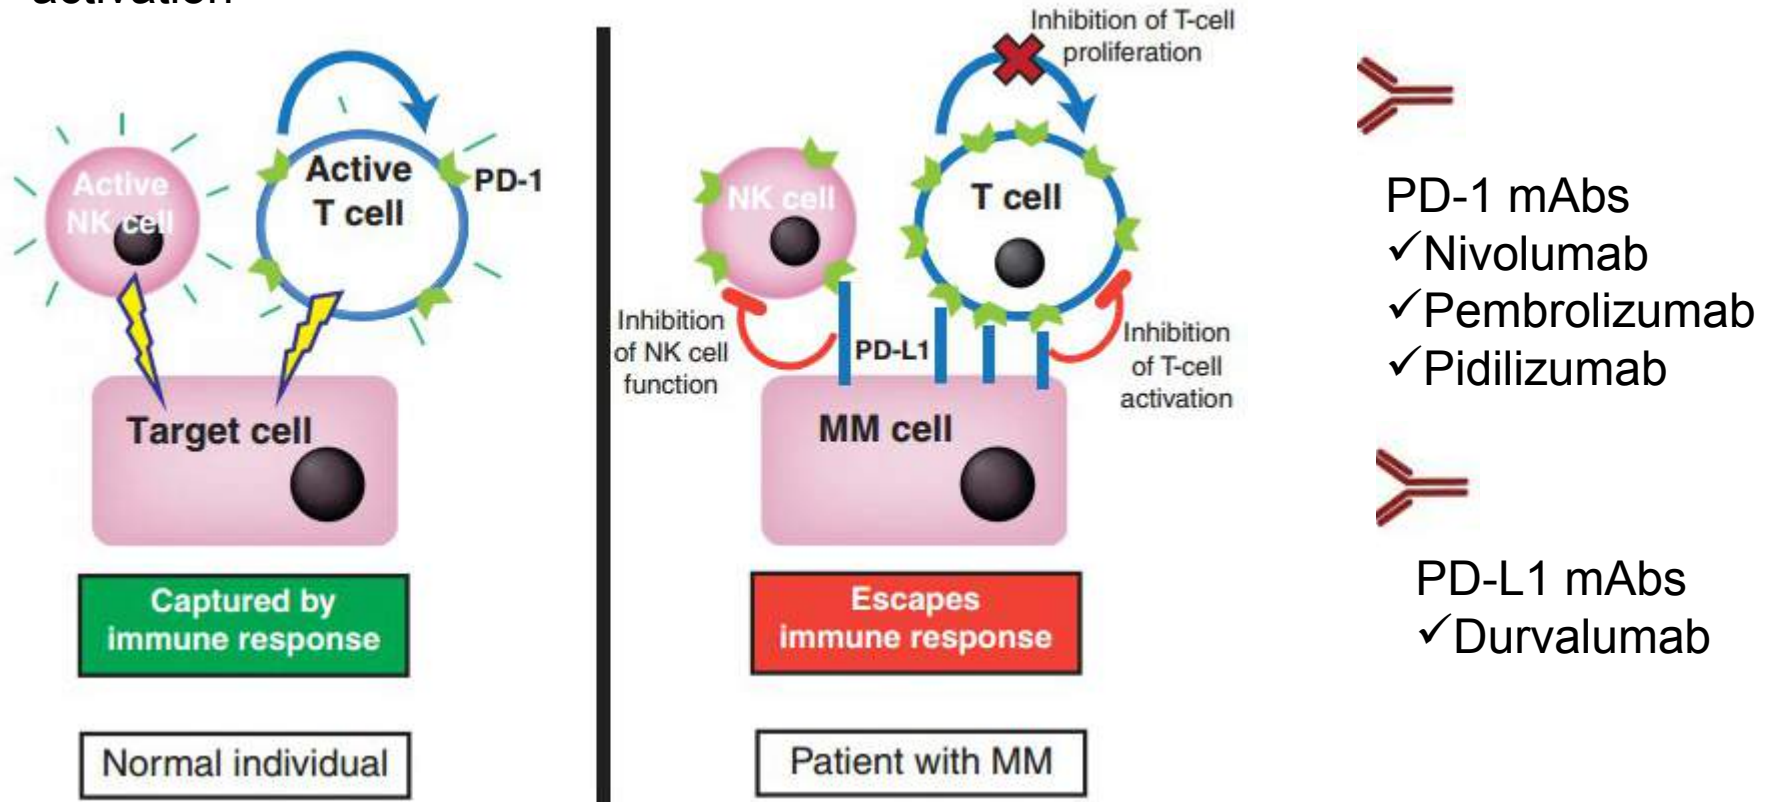 activation
Active
NK cell
Active
T cell
PD-1
Target cell
Captured by
immune response
Normal individual
Inhibition of T-cell
proliferation
NK cell
T cell
Inhibition
of NK cell
function
PD-L1
Inhibition
of T-cell
activation
MM cell
Escapes
immune response
Patient with MM
PD-1 mAbs
✓Nivolumab
✓Pembrolizumab
✓Pidilizumab
PD-L1 mAbs
✓Durvalumab